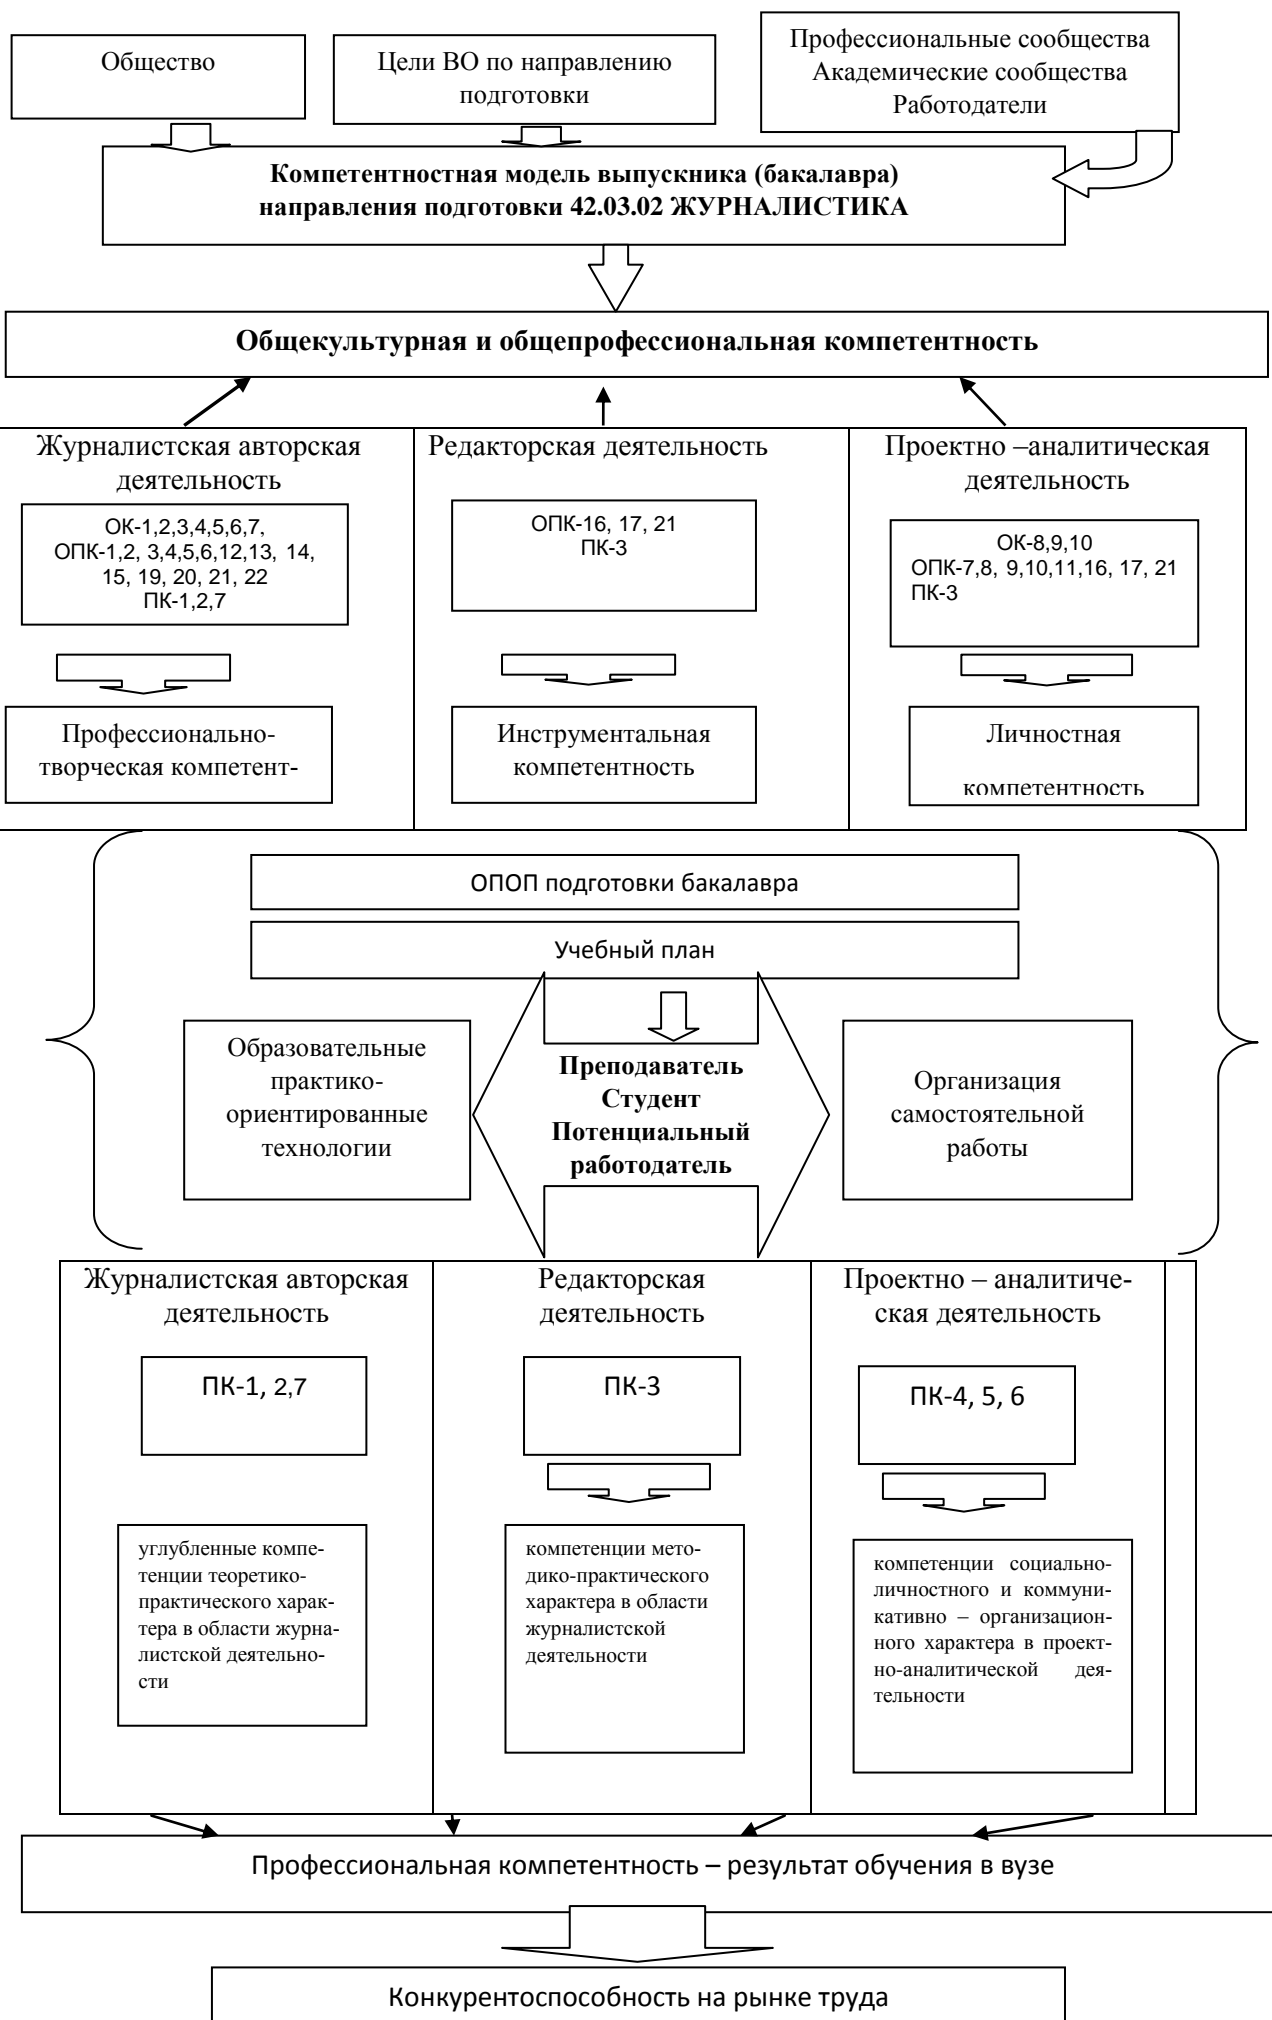 Общество
Цели ВО по направлению
подготовки
Профессиональные сообщества
Академические сообщества
Работодатели
Компетентностная модель выпускника (бакалавра)
направления подготовки 42.03.02 ЖУРНАЛИСТИКА
Общекультурная и общепрофессиональная компетентность
Журналистская авторская
деятельность
ОК-1,2,3,4,5,6,7,
ОПК-1,2, 3,4,5,6,12,13, 14,
15, 19, 20, 21, 22
ПК-1,2,7
Профессионально-
творческая компетент-
Редакторская деятельность
ОПК-16, 17, 21
ПК-3
Инструментальная
компетентность
Проектно –аналитическая
деятельность
ОК-8,9,10
ОПК-7,8, 9,10,11,16, 17, 21
ПК-3
Личностная
компетентность
ОПОП подготовки бакалавра
Учебный план
Образовательные
практико-
ориентированные
технологии
Преподаватель
Студент
Потенциальный
работодатель
Организация
самостоятельной
работы
Журналистская авторская
деятельность
ПК-1, 2,7
углубленные компе-
тенции теоретико-
практического харак-
тера в области журна-
листской деятельно-
сти
Редакторская
деятельность
ПК-3
компетенции мето-
дико-практического
характера в области
журналистской
деятельности
Проектно – аналитиче-
ская деятельность
ПК-4, 5, 6
компетенции социально-
личностного и коммуни-
кативно – организацион-
ного характера в проект-
но-аналитической дея-
тельности
Профессиональная компетентность – результат обучения в вузе
Конкурентоспособность на рынке труда